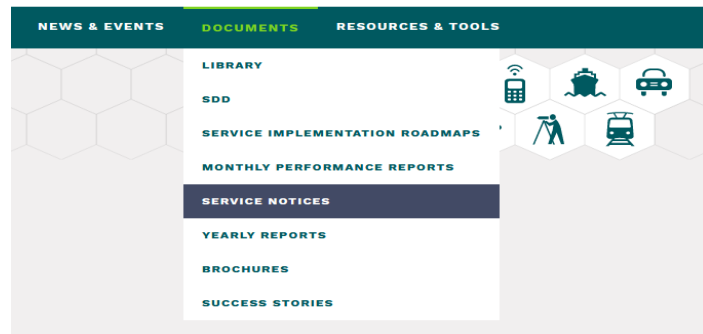 NEWS & EVENTS
DOCUMENTS
RESOURCES & TOOLS
LIBRARY
SDD
SERVICE IMPLEMENTATION ROADMAPS
MONTHLY PERFORMANCE REPORTS
SERVICE NOTICES
YEARLY REPORTS
BROCHURES
SUCCESS STORIES